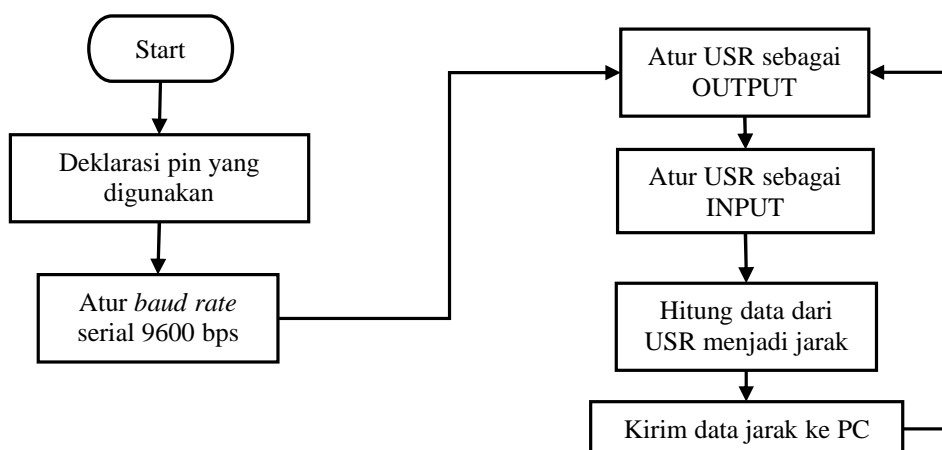 Start
Deklarasi pin yang
digunakan
Atur baud rate
serial 9600 bps
Atur USR sebagai
OUTPUT
Atur USR sebagai
INPUT
Hitung data dari
USR menjadi jarak
Kirim data jarak ke PC